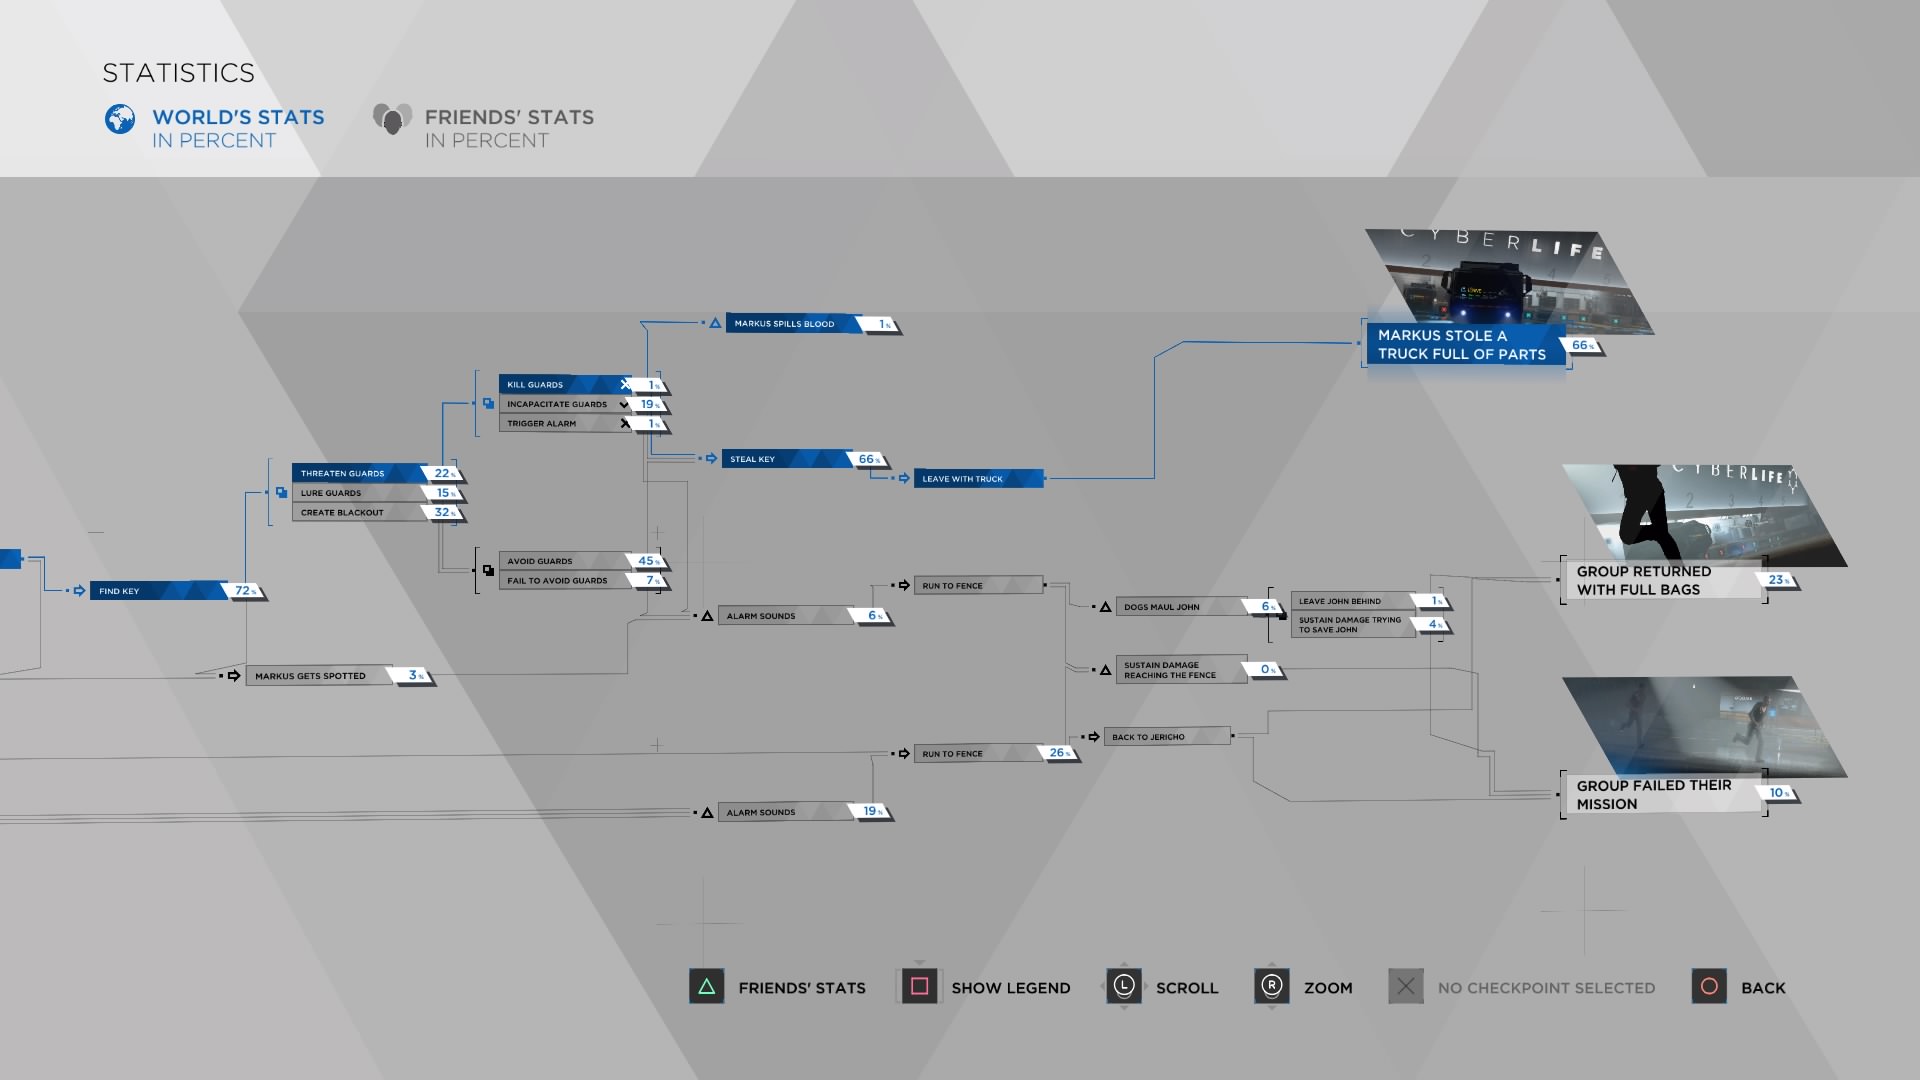 STATISTICS
WORLD'S STATS
IN PERCENT
FRIENDS' STATS
IN PERCENT
CYBERLIFE
MARKUS STOLE A
TRUCK FULL OF PARTS
66%
MARKUS SPILLS BLOOD 1%
KILL GUARDS 1%
INCAPACITATE GUARDS 19%
TRIGGER ALARM 1%
STEAL KEY 66%
LEAVE WITH TRUCK
THREATEN GUARDS 22%
LURE GUARDS 15%
CREATE BLACKOUT 32%
AVOID GUARDS 45%
FAIL TO AVOID GUARDS 7%
FIND KEY 72%
CYBERLIFE
GROUP RETURNED
WITH FULL BAGS
23%
RUN TO FENCE
ALARM SOUNDS 6%
DOGS MAUL JOHN 6%
LEAVE JOHN BEHIND 1%
SUSTAIN DAMAGE TRYING
TO SAVE JOHN
4%
MARKUS GETS SPOTTED 3%
SUSTAIN DAMAGE
REACHING THE FENCE
0%
BACK TO JERICHO
RUN TO FENCE 26%
ALARM SOUNDS 19%
GROUP FAILED THEIR
MISSION
10%
FRIENDS' STATS
SHOW LEGEND
L
SCROLL
R
ZOOM
NO CHECKPOINT SELECTED
BACK